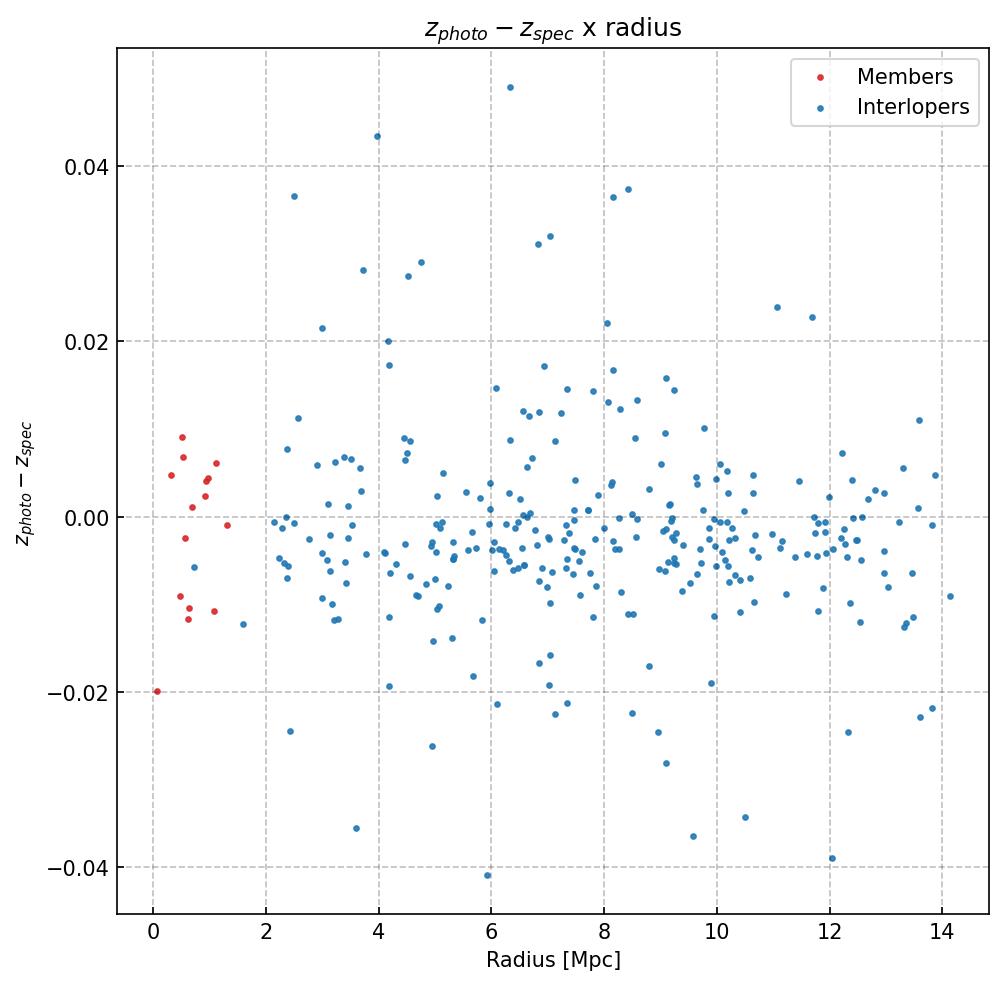 z_photo − z_spec x radius
Members
Interlopers
0.04
0.02
0.00
−0.02
−0.04
z_photo − z_spec
0 2 4 6 8 10 12 14
Radius [Mpc]